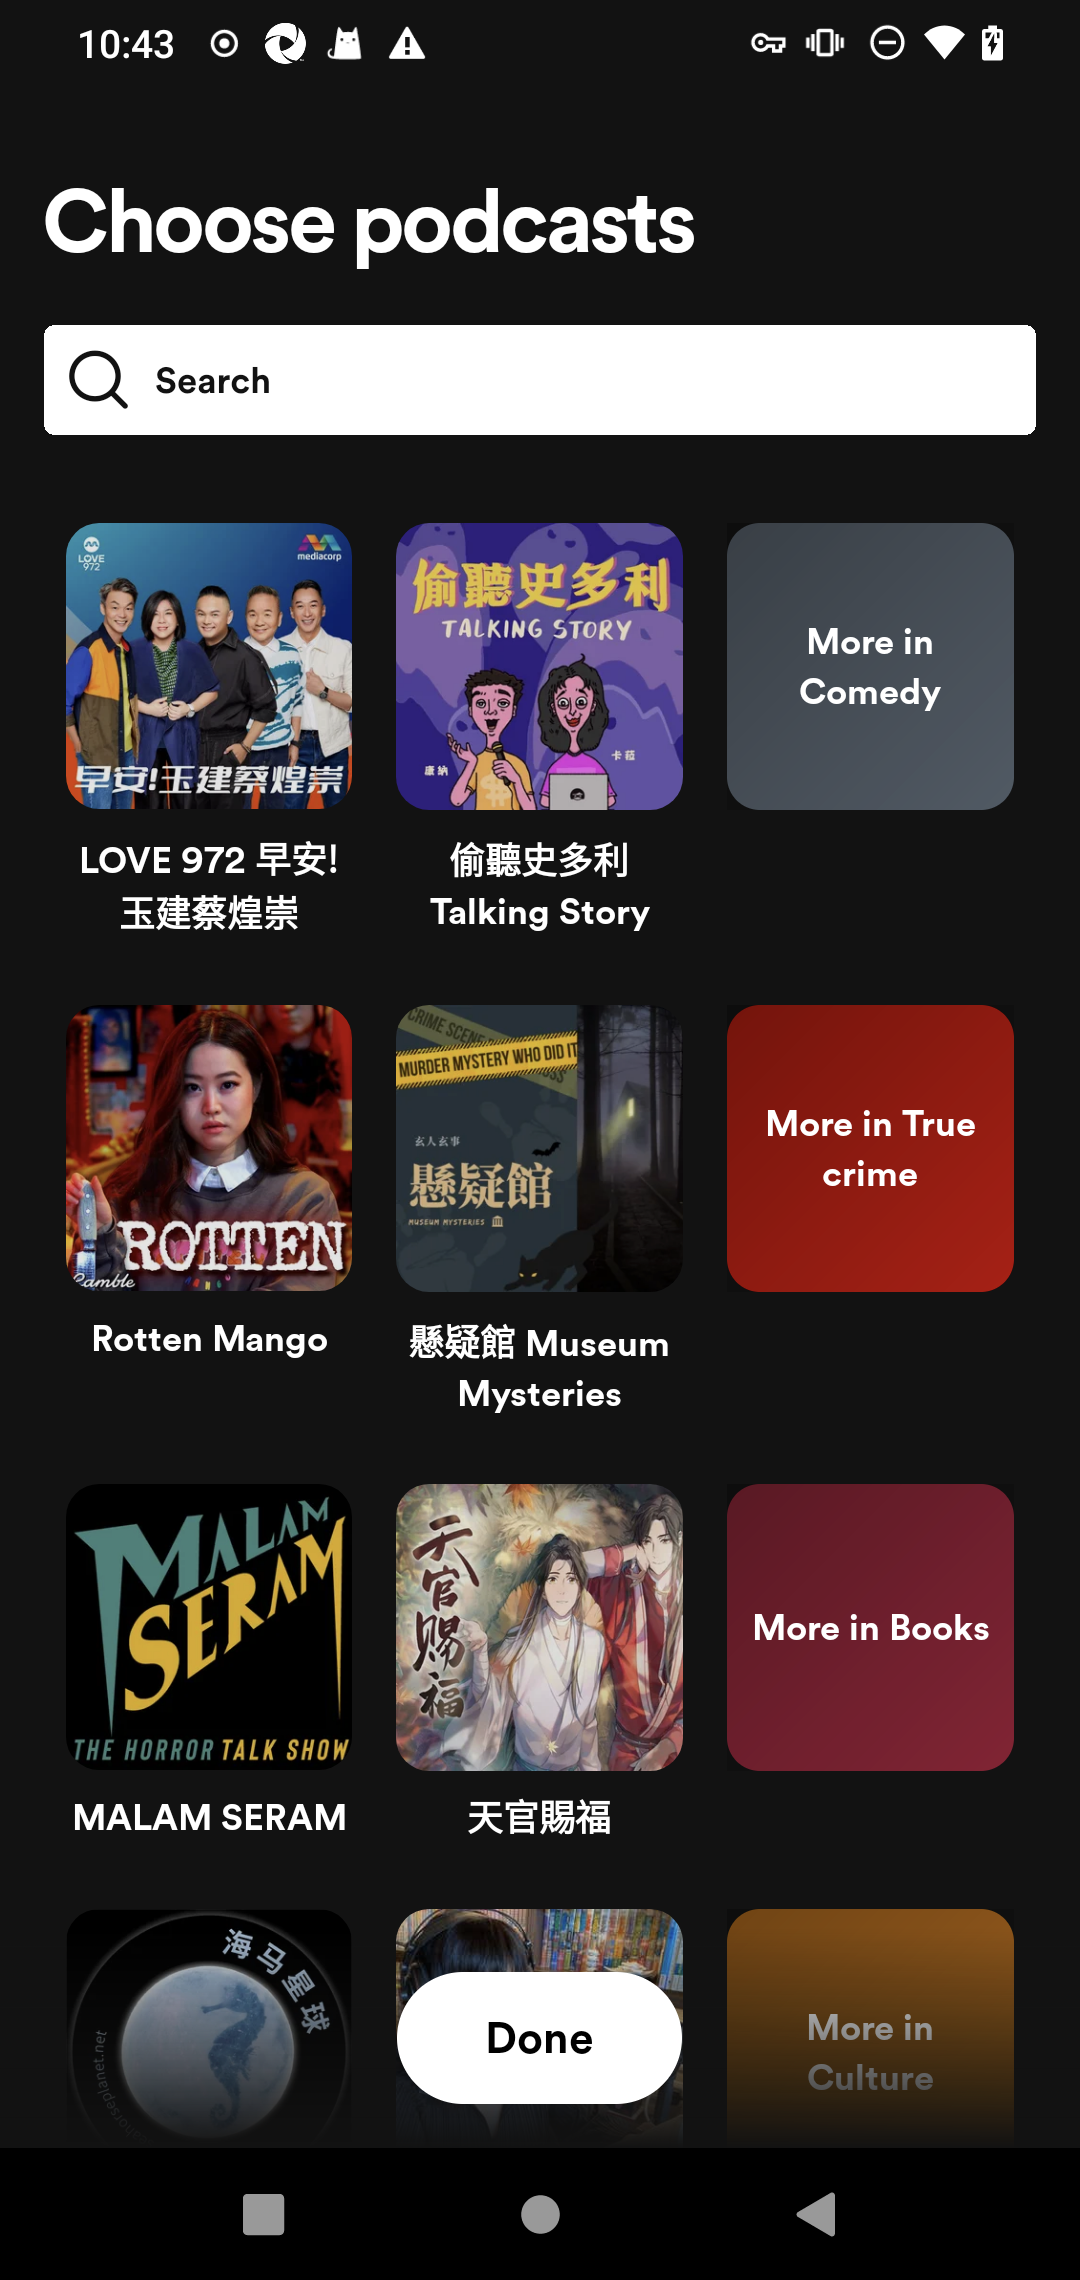 10:43
Choose podcasts
Search
LOVE
972
mediacorp
早安!玉建蔡煌崇
偷聽史多利
TALKING STORY
康納
卡菈
More in
Comedy
LOVE 972 早安!
玉建蔡煌崇
偷聽史多利
Talking Story
ROTTEN
Ramble
CRIME SCENE
MURDER MYSTERY WHO DID IT
玄人玄事
懸疑館
MUSEUM MYSTERIES
More in True
crime
Rotten Mango
懸疑館 Museum
Mysteries
MALAM
SERAM
THE HORROR TALK SHOW
天官赐福
More in Books
MALAM SERAM
天官賜福
海马星球
horseplanet.net
Done
More in
Culture